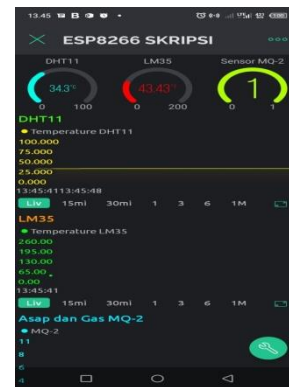 13.45
ESP8266 SKRIPSI
DHT11 LM35 Sensor MQ-2
34.3°c 43.43°c 1
0 100 0 200 0 1
DHT11
Temperature DHT11
100.000
75.000
50.000
25.000
0.000
13:45:41 13:45:48
Liv 15mi 30mi 1 3 6 1M
LM35
Temperature LM35
260.00
195.00
130.00
65.00
0.00
13:45:41
Liv 15mi 30mi 1 3 6 1M
Asap dan Gas MQ-2
MQ-2
11
8
6
4